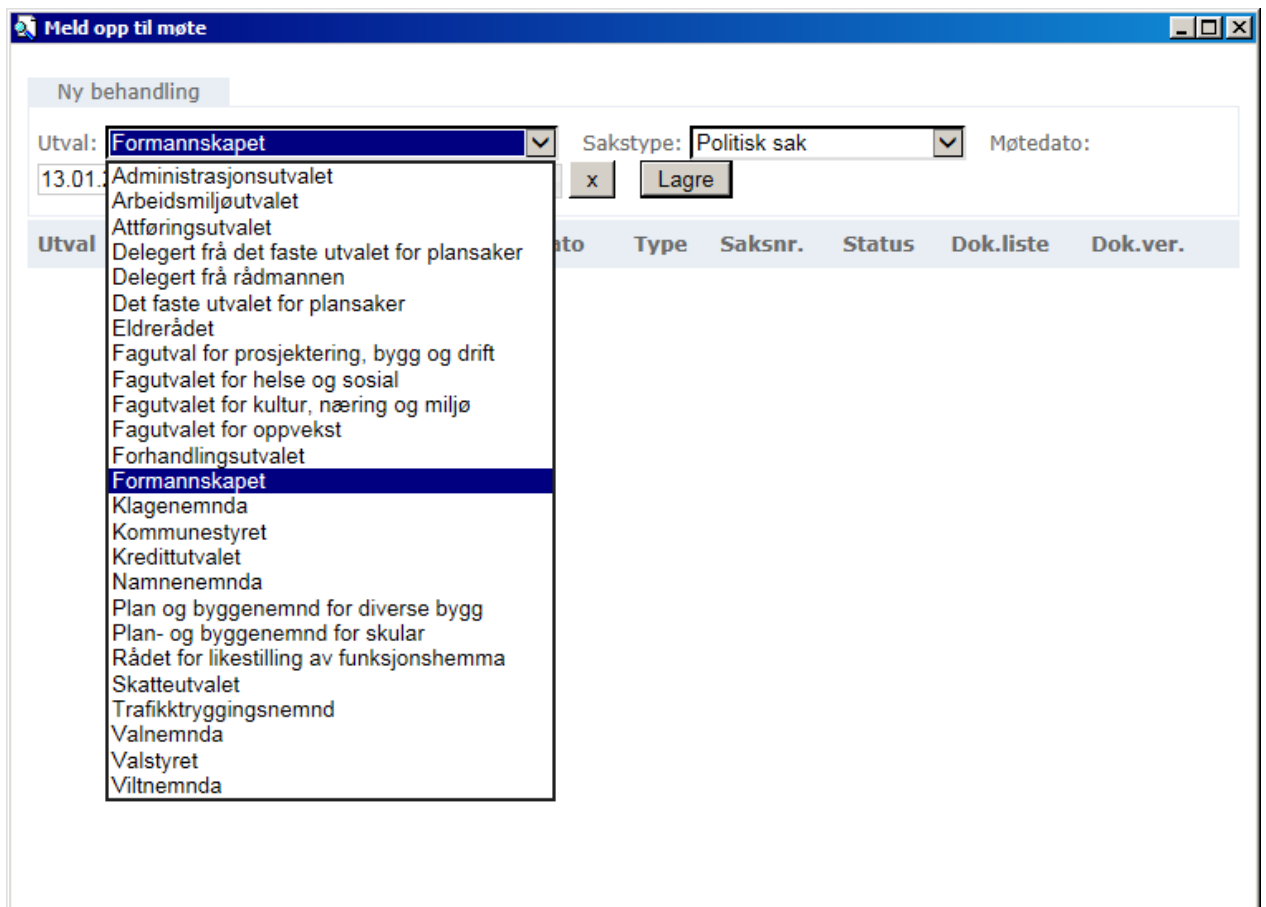 Meld opp til møte
Ny behandling
Utval: Formannskapet Sakstype: Politisk sak Møtedato:
13.01. x Lagre
Utval ato Type Saksnr. Status Dok.liste Dok.ver.
Administrasjonsutvalet
Arbeidsmiljøutvalet
Attføringsutvalet
Delegert frå det faste utvalet for plansaker
Delegert frå rådmannen
Det faste utvalet for plansaker
Eldrerådet
Fagutval for prosjektering, bygg og drift
Fagutvalet for helse og sosial
Fagutvalet for kultur, næring og miljø
Fagutvalet for oppvekst
Forhandlingsutvalet
Formannskapet
Klagenemnda
Kommunestyret
Kredittutvalet
Namnenemnda
Plan og byggenemnd for diverse bygg
Plan- og byggenemnd for skular
Rådet for likestilling av funksjonshemma
Skatteutvalet
Trafikktryggingsnemnd
Valnemnda
Valstyret
Viltnemnda